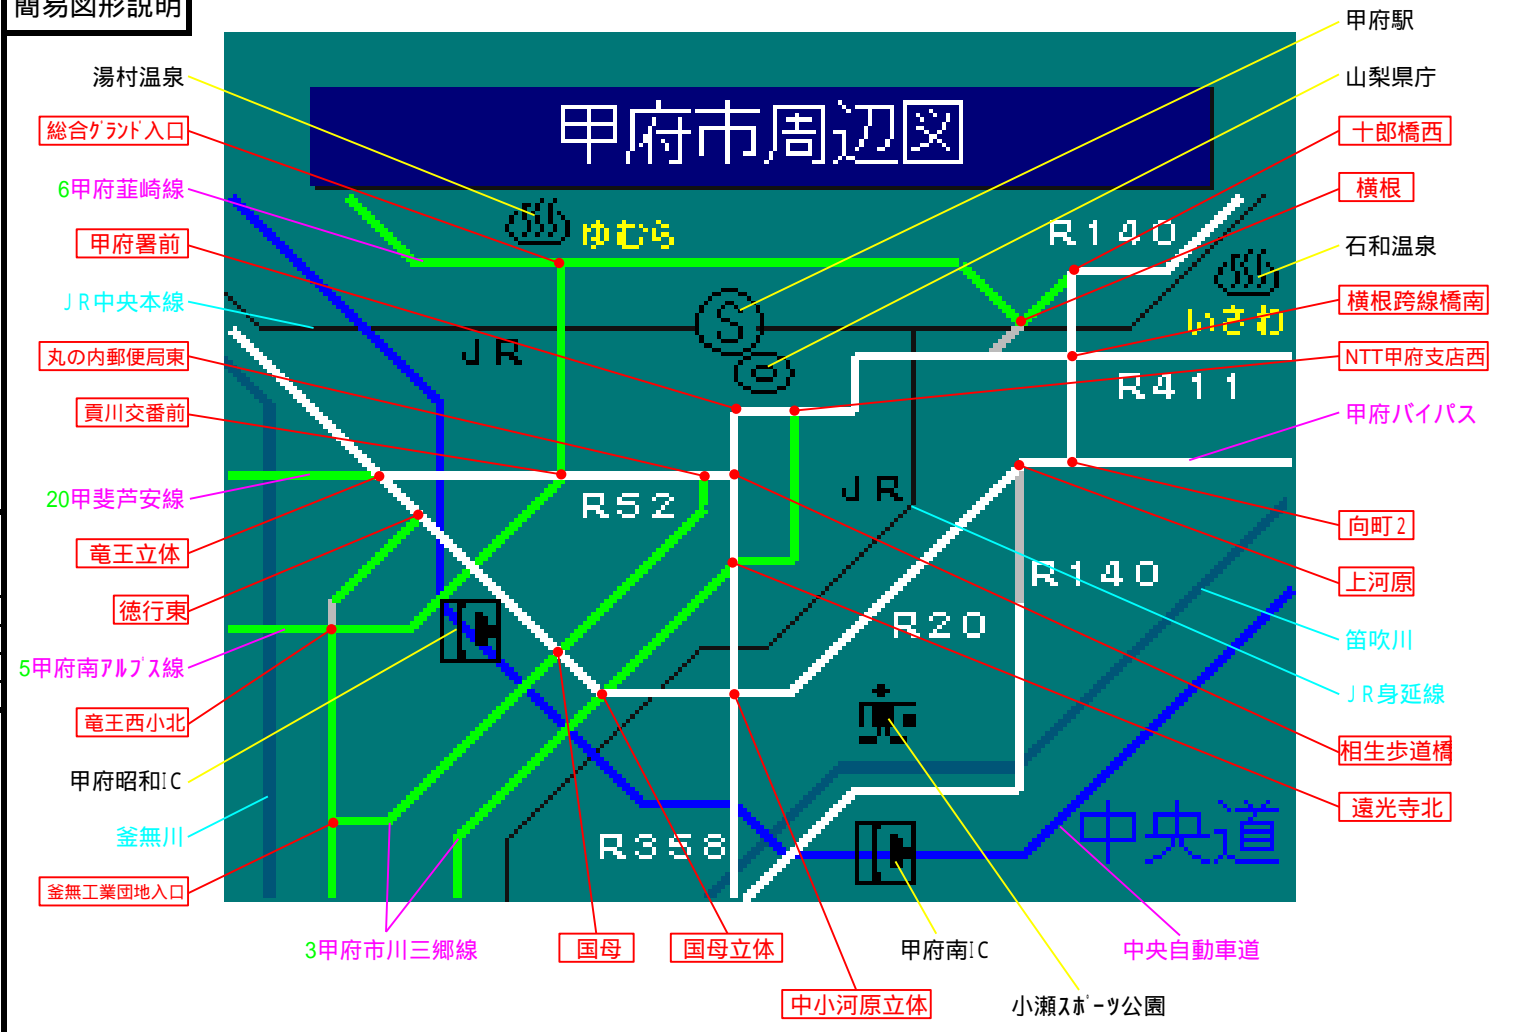 簡易図形説明
甲府駅
湯村温泉
山梨県庁
甲府市周辺図
総合グランド入口
十郎橋西
6甲府韮崎線
横根
ゆむら
R140
甲府署前
石和温泉
JR中央本線
横根跨線橋南
S
いさわ
JR
丸の内郵便局東
NTT甲府支店西
R411
貢川交番前
甲府バイパス
20甲斐芦安線
JR
R52
向町2
竜王立体
R140
上河原
徳行東
R20
笛吹川
5甲府南アルプス線
JR身延線
竜王西小北
相生歩道橋
甲府昭和IC
遠光寺北
釜無川
R358
中央道
釜無工業団地入口
3甲府市川三郷線
国母
国母立体
甲府南IC
中央自動車道
中小河原立体
小瀬スポーツ公園